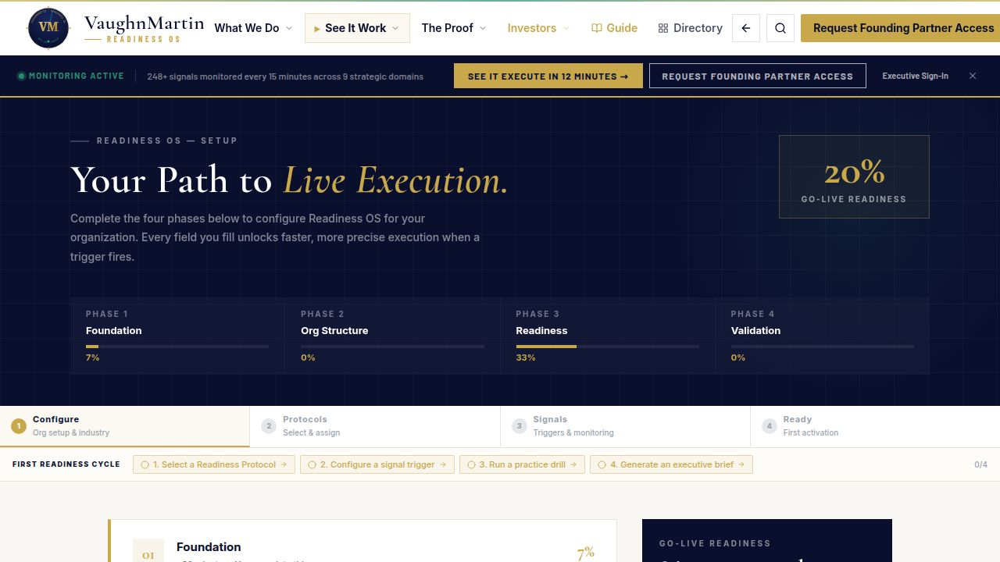 VM
VaughnMartin
READINESS OS
What We Do
See It Work
The Proof
Investors
Guide
Directory
Request Founding Partner Access
MONITORING ACTIVE
248+ signals monitored every 15 minutes across 9 strategic domains
SEE IT EXECUTE IN 12 MINUTES →
REQUEST FOUNDING PARTNER ACCESS
Executive Sign-In
READINESS OS — SETUP
Your Path to Live Execution.
Complete the four phases below to configure Readiness OS for your
organization. Every field you fill unlocks faster, more precise execution when a
trigger fires.
20%
GO-LIVE READINESS
PHASE 1
Foundation
7%
PHASE 2
Org Structure
0%
PHASE 3
Readiness
33%
PHASE 4
Validation
0%
1
Configure
Org setup & industry
2
Protocols
Select & assign
3
Signals
Triggers & monitoring
4
Ready
First activation
FIRST READINESS CYCLE
1. Select a Readiness Protocol
2. Configure a signal trigger
3. Run a practice drill
4. Generate an executive brief
0/4
01
Foundation
7%
GO-LIVE READINESS